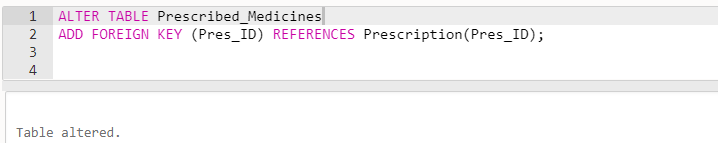 1 ALTER TABLE Prescribed_Medicines
2 ADD FOREIGN KEY (Pres_ID) REFERENCES Prescription(Pres_ID);
3
4
Table altered.